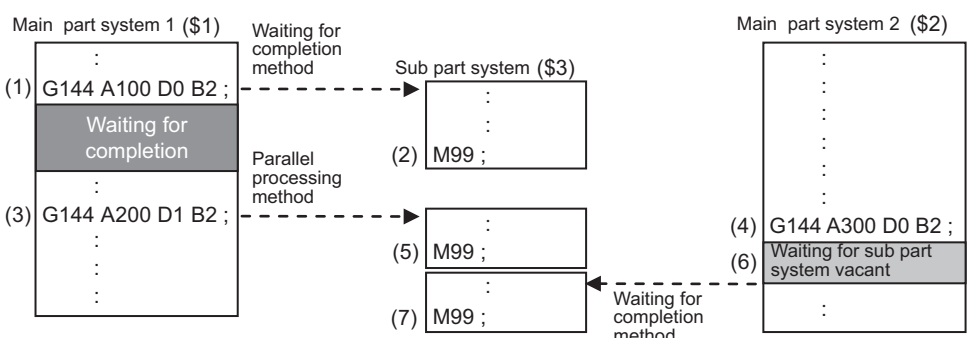 Main part system 1 ($1)
:
(1) G144 A100 D0 B2 ;
Waiting for
completion
:
(3) G144 A200 D1 B2 ;
:
:
:
Waiting for
completion
method
Parallel
processing
method
Sub part system ($3)
:
:
(2) M99 ;
:
(5) M99 ;
:
(7) M99 ;
Waiting for
completion
method
Main part system 2 ($2)
:
:
:
:
:
:
(4) G144 A300 D0 B2 ;
(6) Waiting for sub part
system vacant
: